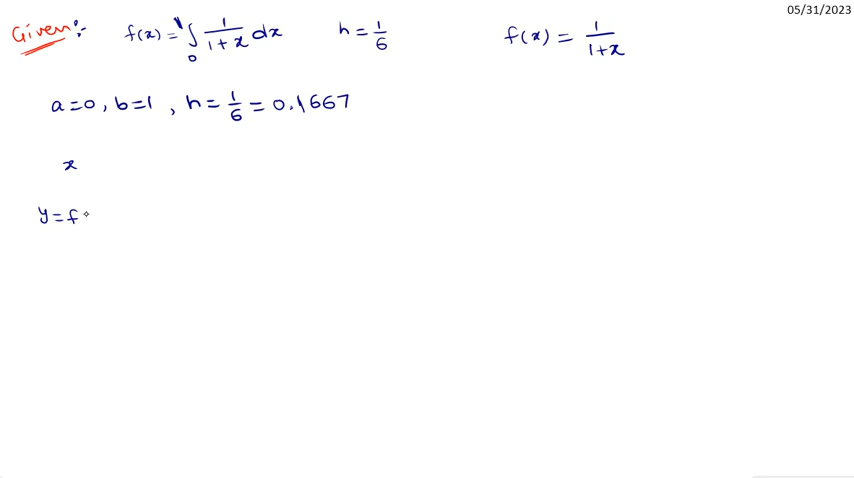 05/31/2023
Given:- f(x) = ∫₀¹ 1/(1+x) dx h = 1/6 f(x) = 1/(1+x)
a=0, b=1, h = 1/6 = 0.1667
x
y=f